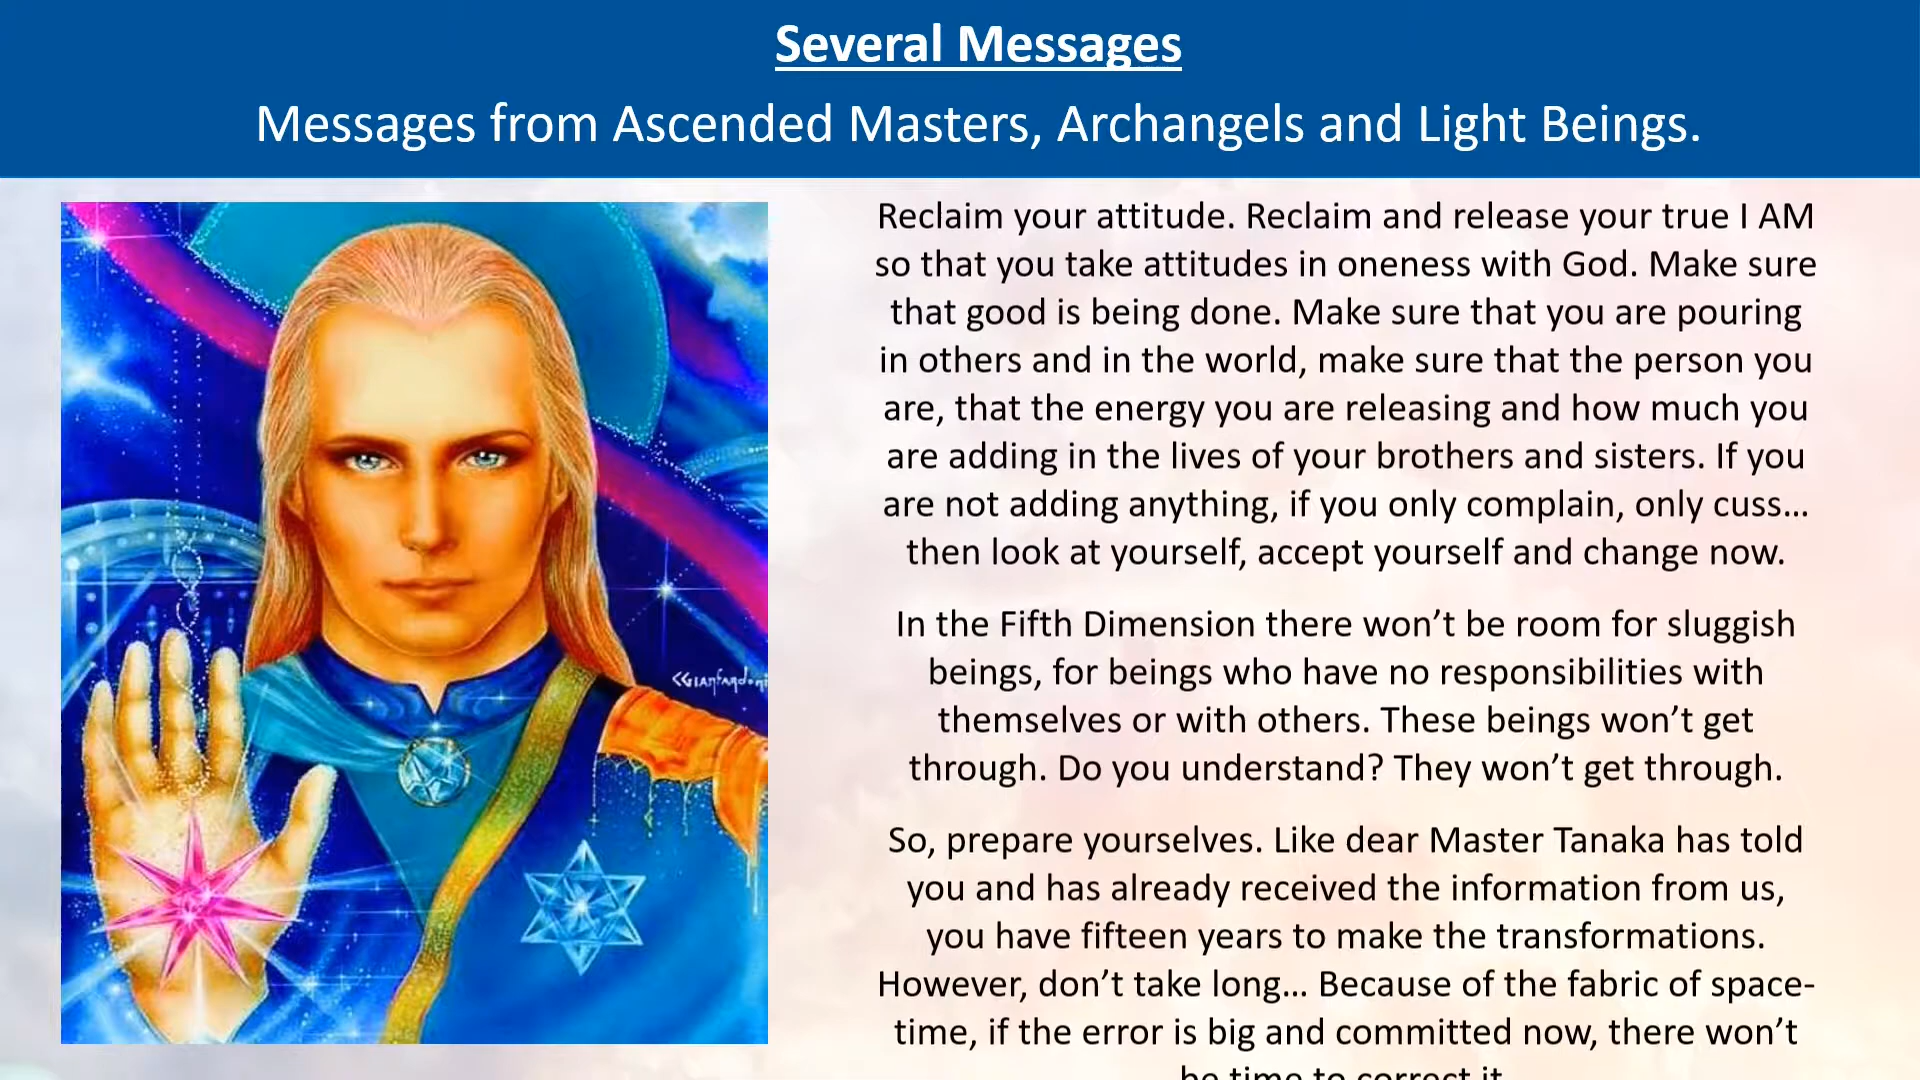 Several Messages
Messages from Ascended Masters, Archangels and Light Beings.
Reclaim your attitude. Reclaim and release your true I AM
so that you take attitudes in oneness with God. Make sure
that good is being done. Make sure that you are pouring
in others and in the world, make sure that the person you
are, that the energy you are releasing and how much you
are adding in the lives of your brothers and sisters. If you
are not adding anything, if you only complain, only cuss...
then look at yourself, accept yourself and change now.
In the Fifth Dimension there won’t be room for sluggish
beings, for beings who have no responsibilities with
themselves or with others. These beings won’t get
through. Do you understand? They won’t get through.
So, prepare yourselves. Like dear Master Tanaka has told
you and has already received the information from us,
you have fifteen years to make the transformations.
However, don’t take long... Because of the fabric of space-
time, if the error is big and committed now, there won’t
be time to correct it